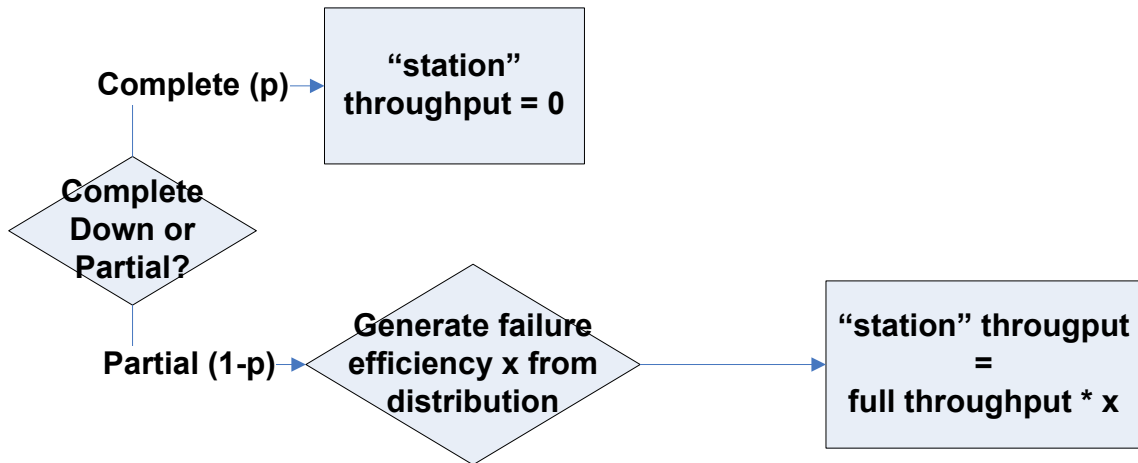 Complete (p)
“station”
throughput = 0
Complete
Down or
Partial?
Partial (1-p)
Generate failure
efficiency x from
distribution
“station” througput
=
full throughput * x